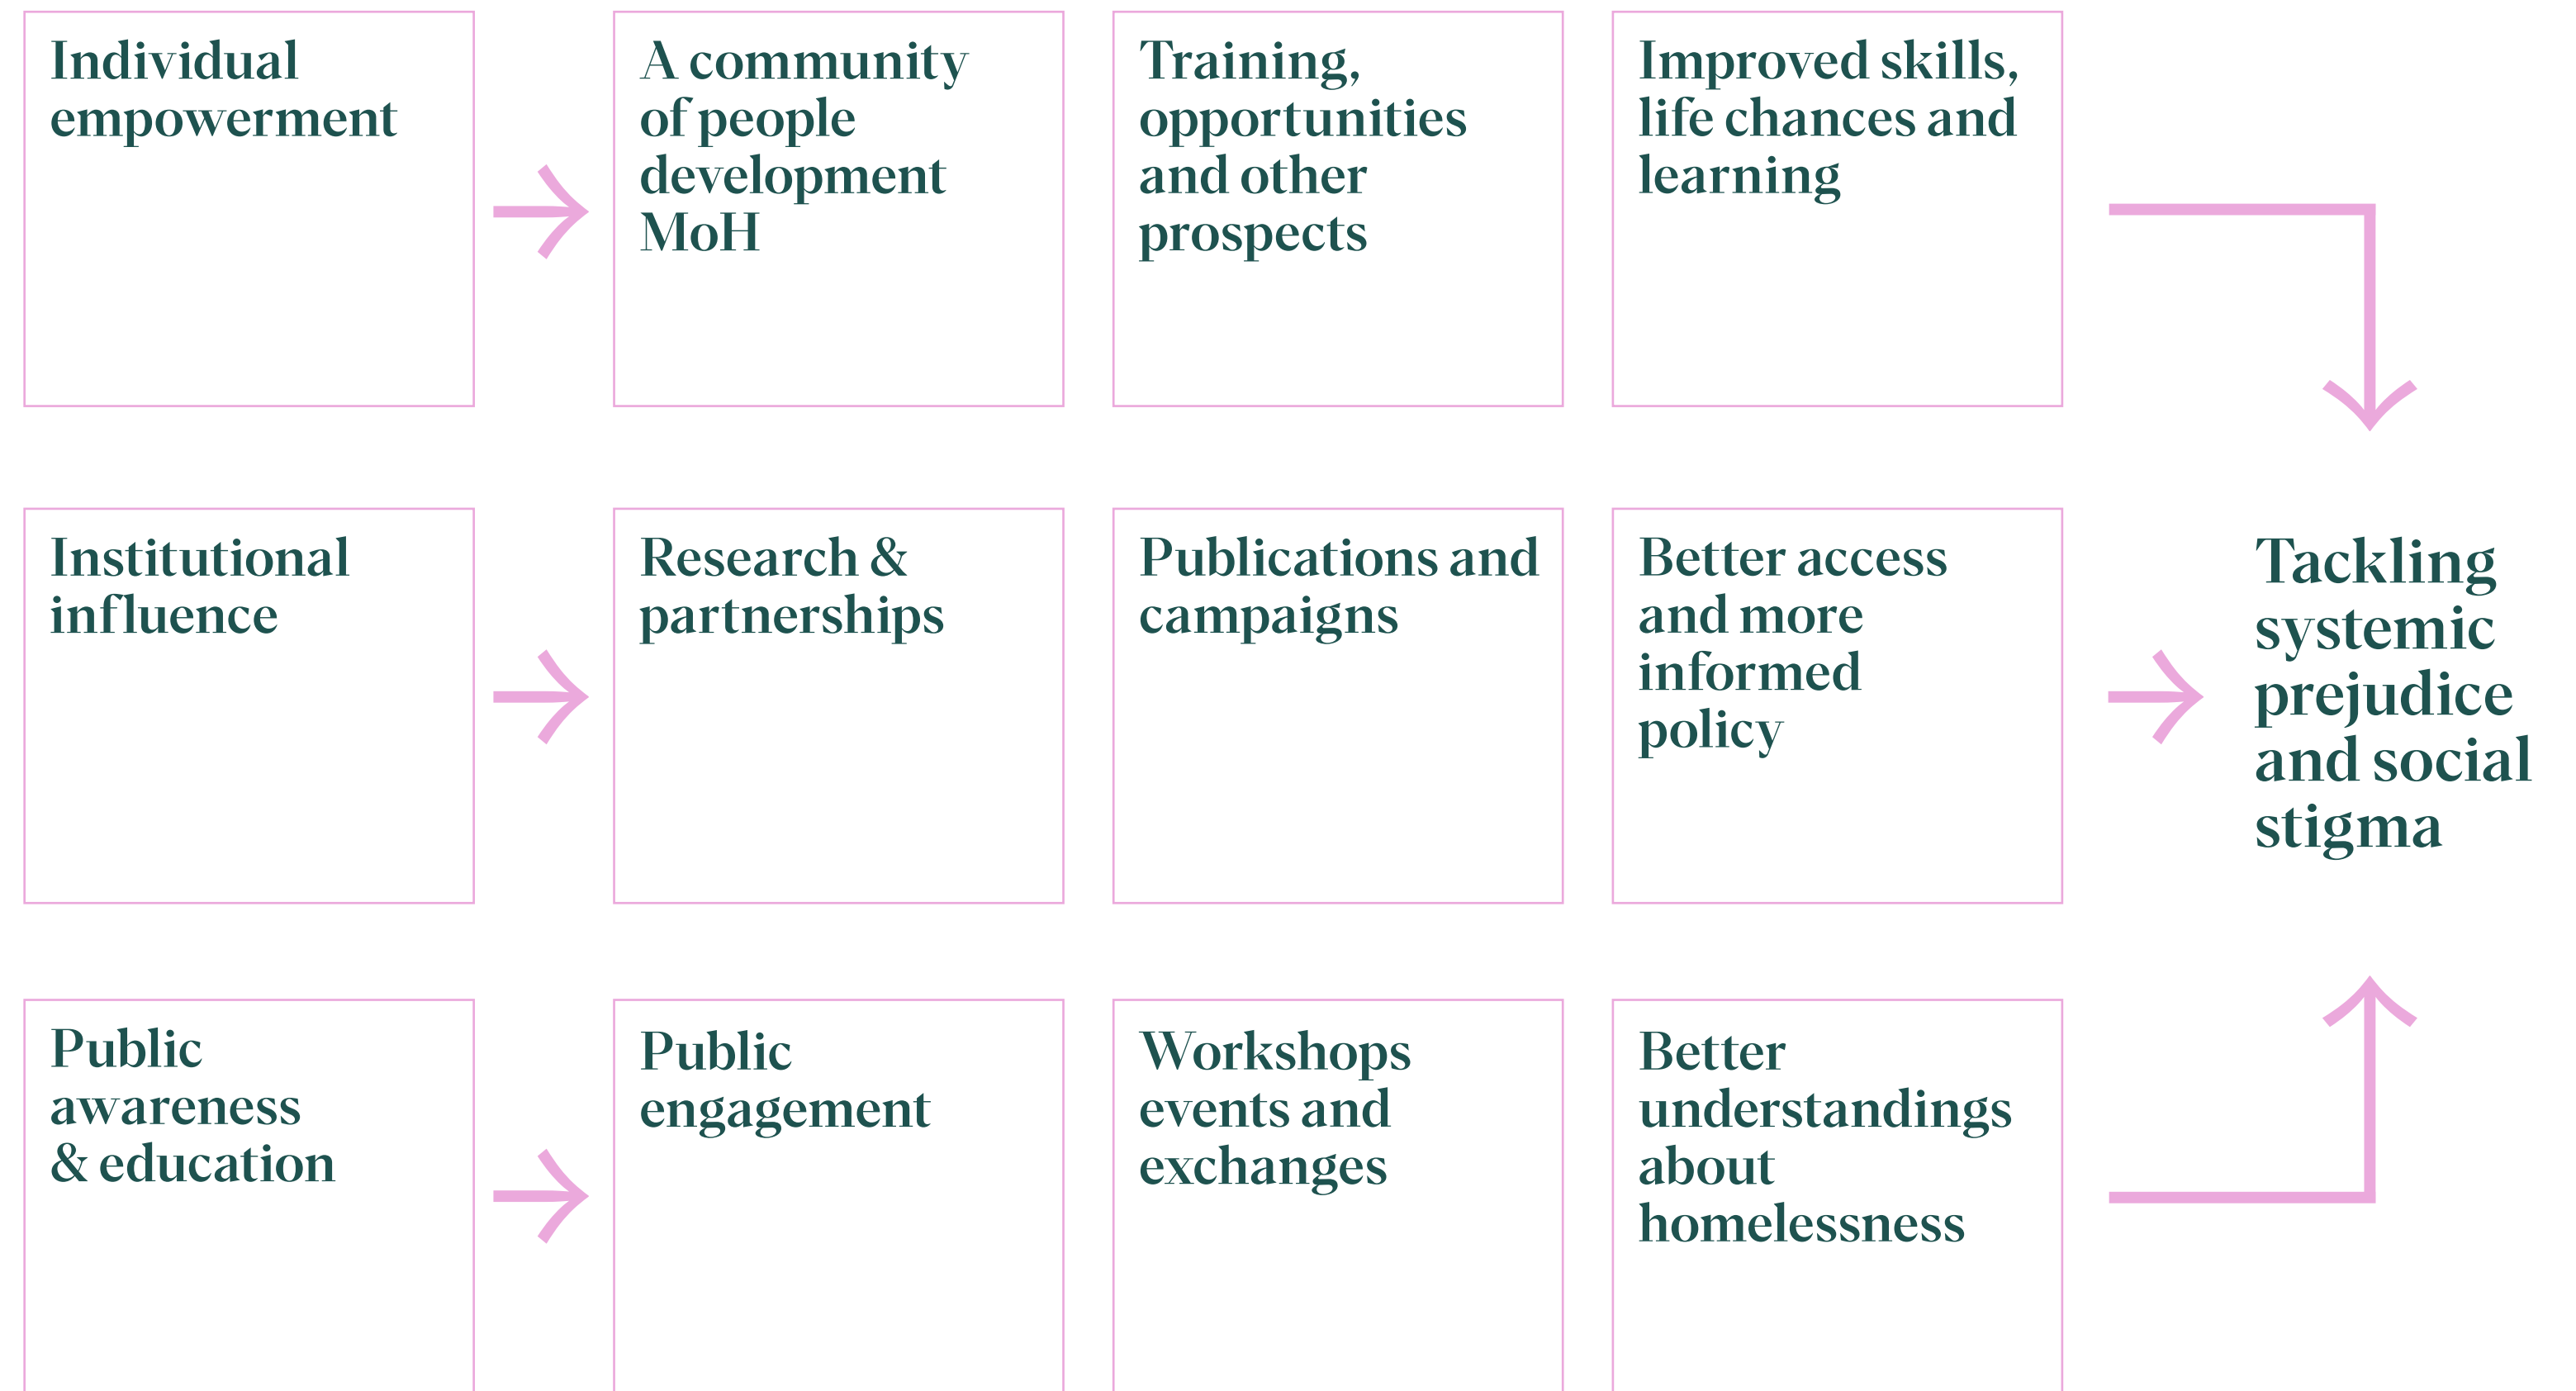 Individual
empowerment
A community
of people
development
MoH
Training,
opportunities
and other
prospects
Improved skills,
life chances and
learning
Institutional
influence
Research &
partnerships
Publications and
campaigns
Better access
and more
informed
policy
Tackling
systemic
prejudice
and social
stigma
Public
awareness
& education
Public
engagement
Workshops
events and
exchanges
Better
understandings
about
homelessness